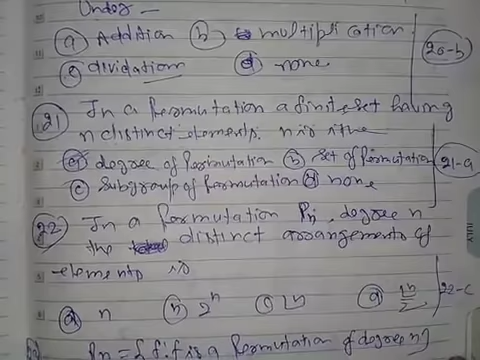 Under —
(a) Addition (b) multiplication
(c) dividation (d) none
20-b
(21) In a Permutation a finite set having
n distinct elements. n is the
(a) degree of Permutation (b) set of Permutation
(c) Subgroup of Permutation (d) none
21-a
(22) In a Permutation Pn, degree n
the distinct arrangements of
elements is
(a) n (b) 2ⁿ (c) ⌊n (d) ⌊n/2
22-c
Pn = { f : f is a Permutation of degree n}